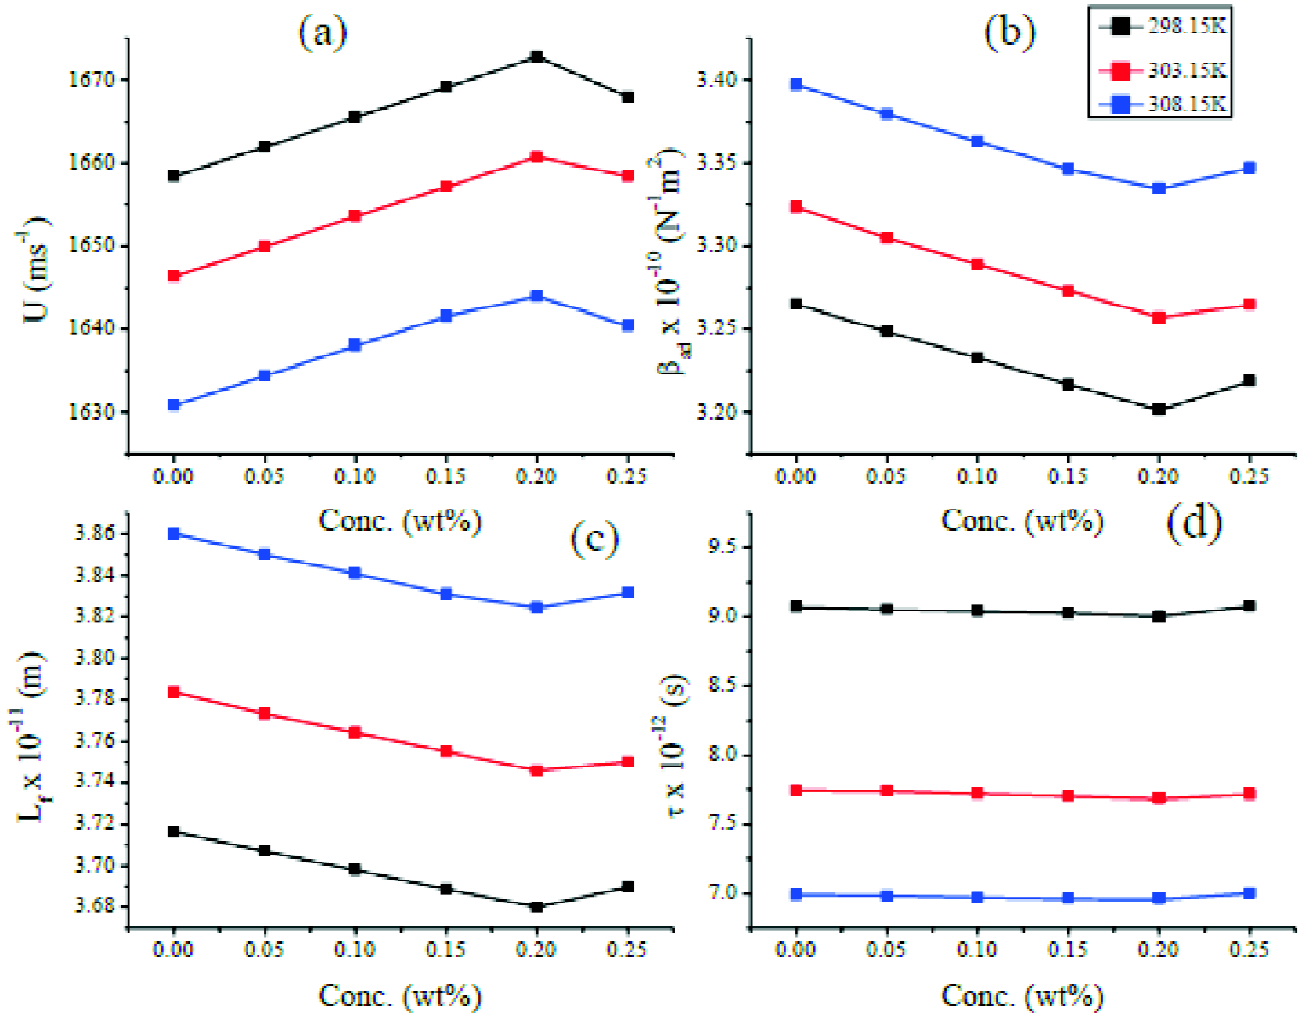 (a)
1670
1660
1650
1640
1630
U (ms⁻¹)
0.00 0.05 0.10 0.15 0.20 0.25
Conc. (wt%)
(b)
298.15K
303.15K
308.15K
3.40
3.35
3.30
3.25
3.20
β_ad x 10⁻¹⁰ (N⁻¹m²)
0.00 0.05 0.10 0.15 0.20 0.25
Conc. (wt%)
(c)
3.86
3.84
3.82
3.80
3.78
3.76
3.74
3.72
3.70
3.68
L_f x 10⁻¹¹ (m)
0.00 0.05 0.10 0.15 0.20 0.25
Conc. (wt%)
(d)
9.5
9.0
8.5
8.0
7.5
7.0
τ x 10⁻¹² (s)
0.00 0.05 0.10 0.15 0.20 0.25
Conc. (wt%)